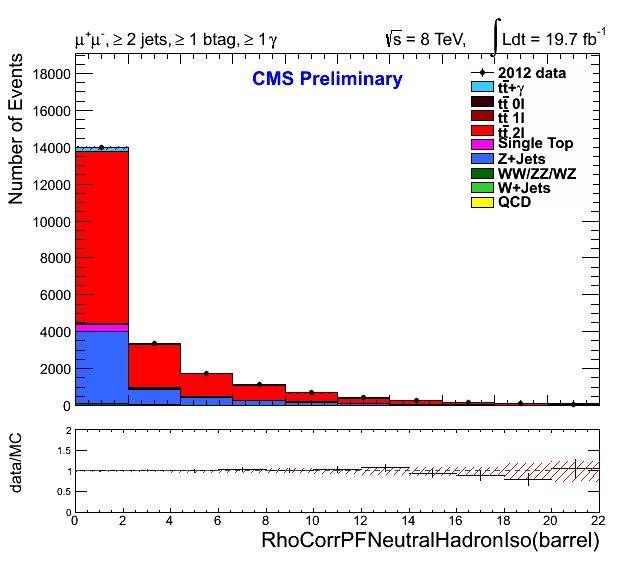 μ⁺μ⁻, ≥ 2 jets, ≥ 1 btag, ≥ 1 γ
√s = 8 TeV, ∫ Ldt = 19.7 fb⁻¹
CMS Preliminary
2012 data
tt̄+γ
tt̄ 0l
tt̄ 1l
tt̄ 2l
Single Top
Z+Jets
WW/ZZ/WZ
W+Jets
QCD
Number of Events
18000
16000
14000
12000
10000
8000
6000
4000
2000
0
data/MC
2
1.5
1
0.5
0
0 2 4 6 8 10 12 14 16 18 20 22
RhoCorrPFNeutralHadronIso(barrel)